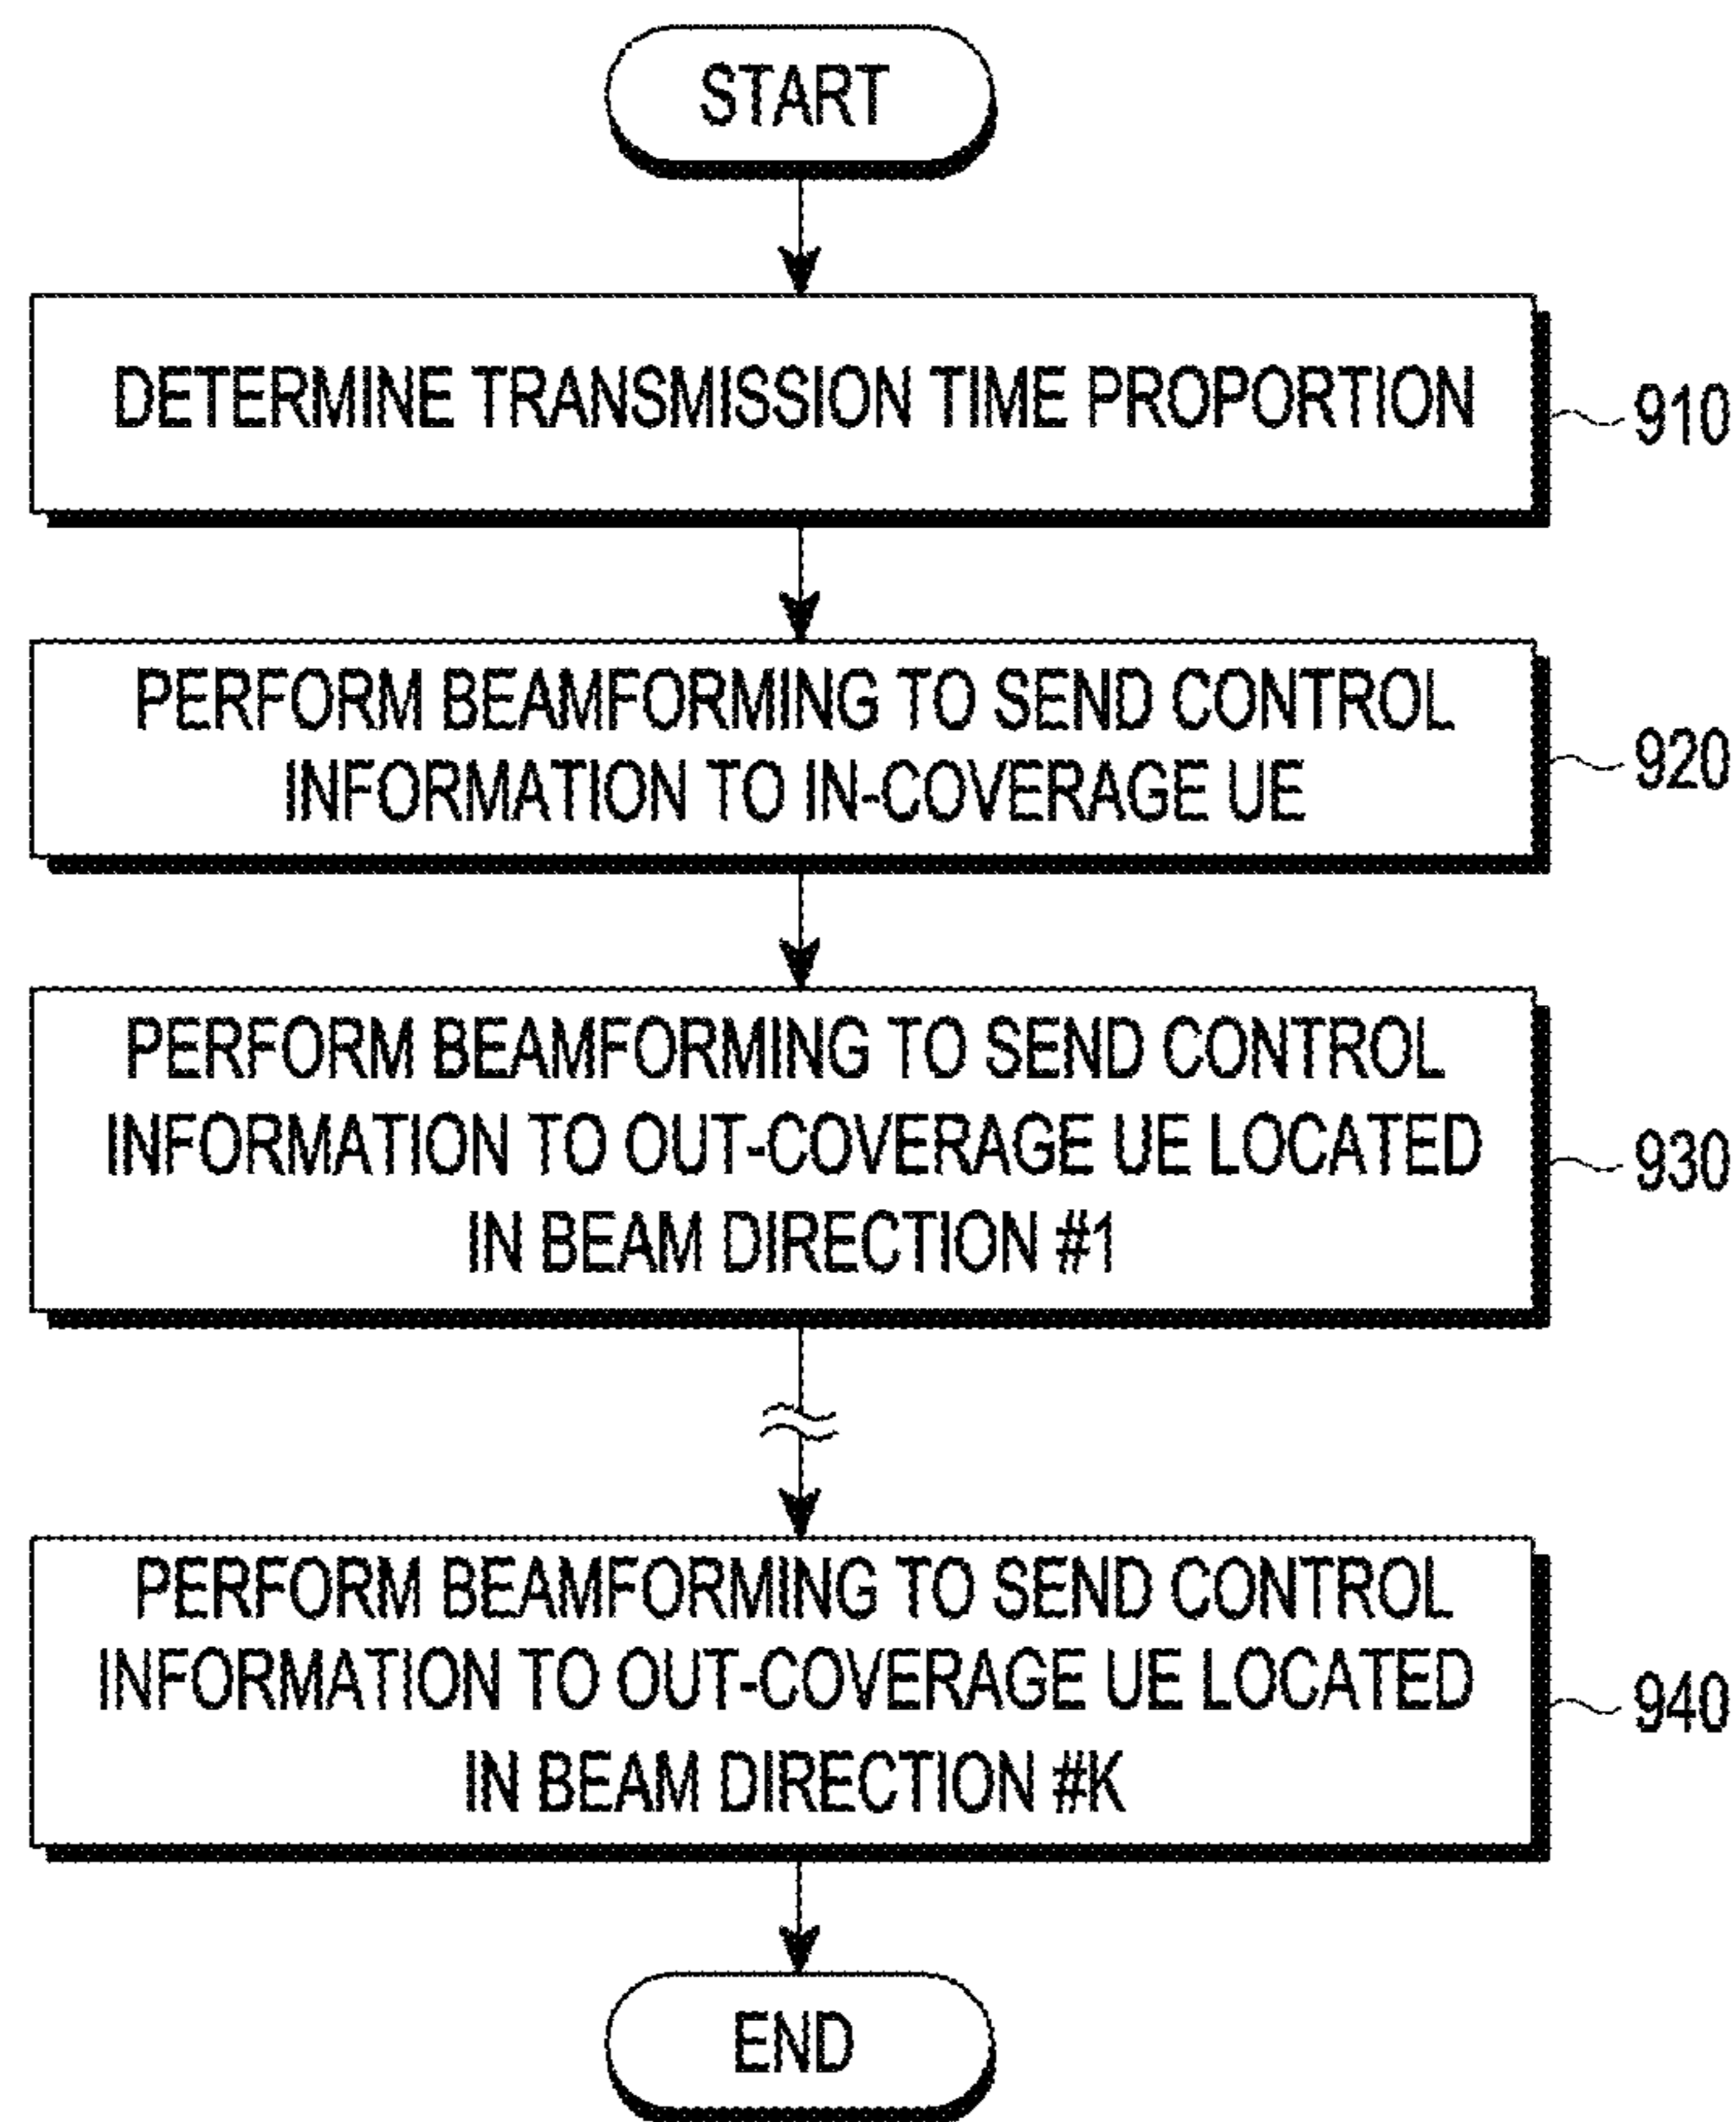 START
DETERMINE TRANSMISSION TIME PROPORTION
910
PERFORM BEAMFORMING TO SEND CONTROL
INFORMATION TO IN-COVERAGE UE
920
PERFORM BEAMFORMING TO SEND CONTROL
INFORMATION TO OUT-COVERAGE UE LOCATED
IN BEAM DIRECTION #1
930
PERFORM BEAMFORMING TO SEND CONTROL
INFORMATION TO OUT-COVERAGE UE LOCATED
IN BEAM DIRECTION #K
940
END